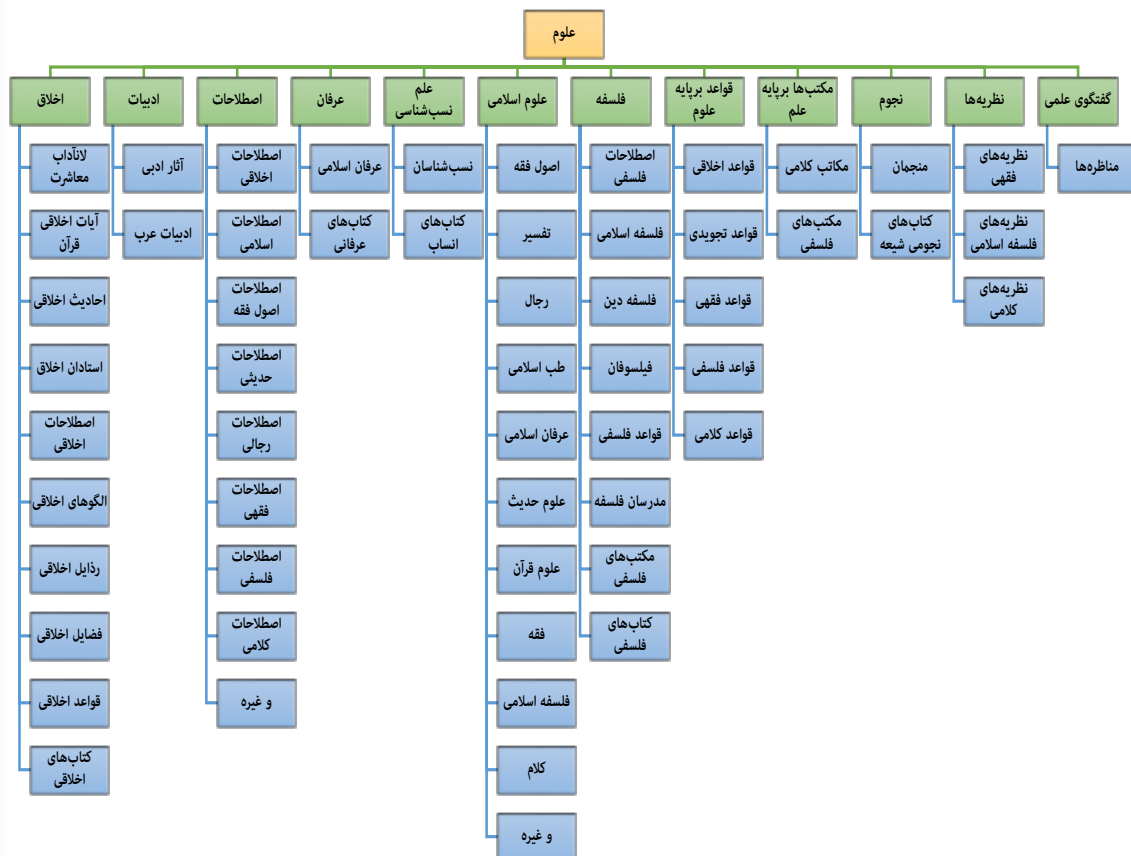 علوم
گفتگوی علمی
مناظره‌ها
نظریه‌ها
نظریه‌های
فقهی
نظریه‌های
فلسفه اسلامی
نظریه‌های
کلامی
نجوم
منجمان
کتاب‌های
نجومی شیعه
مکتب‌ها برپایه
علم
مکاتب کلامی
مکتب‌های
فلسفی
قواعد برپایه
علوم
قواعد اخلاقی
قواعد تجویدی
قواعد فقهی
قواعد فلسفی
قواعد کلامی
فلسفه
اصطلاحات
فلسفی
فلسفه اسلامی
فلسفه دین
فیلسوفان
قواعد فلسفی
مدرسان فلسفه
مکتب‌های
فلسفی
کتاب‌های
فلسفی
علوم اسلامی
اصول فقه
تفسیر
رجال
طب اسلامی
عرفان اسلامی
علوم حدیث
علوم قرآن
فقه
فلسفه اسلامی
کلام
و غیره
علم
نسب‌شناسی
نسب‌شناسان
کتاب‌های
انساب
عرفان
عرفان اسلامی
کتاب‌های
عرفانی
اصطلاحات
اصطلاحات
اخلاقی
اصطلاحات
اسلامی
اصطلاحات
اصول فقه
اصطلاحات
حدیثی
اصطلاحات
رجالی
اصطلاحات
فقهی
اصطلاحات
فلسفی
اصطلاحات
کلامی
و غیره
ادبیات
آثار ادبی
ادبیات عرب
اخلاق
لاتآداب
معاشرت
آیات اخلاقی
قرآن
احادیث اخلاقی
استادان اخلاق
اصطلاحات
اخلاقی
الگوهای اخلاقی
رذایل اخلاقی
فضایل اخلاقی
قواعد اخلاقی
کتاب‌های
اخلاقی